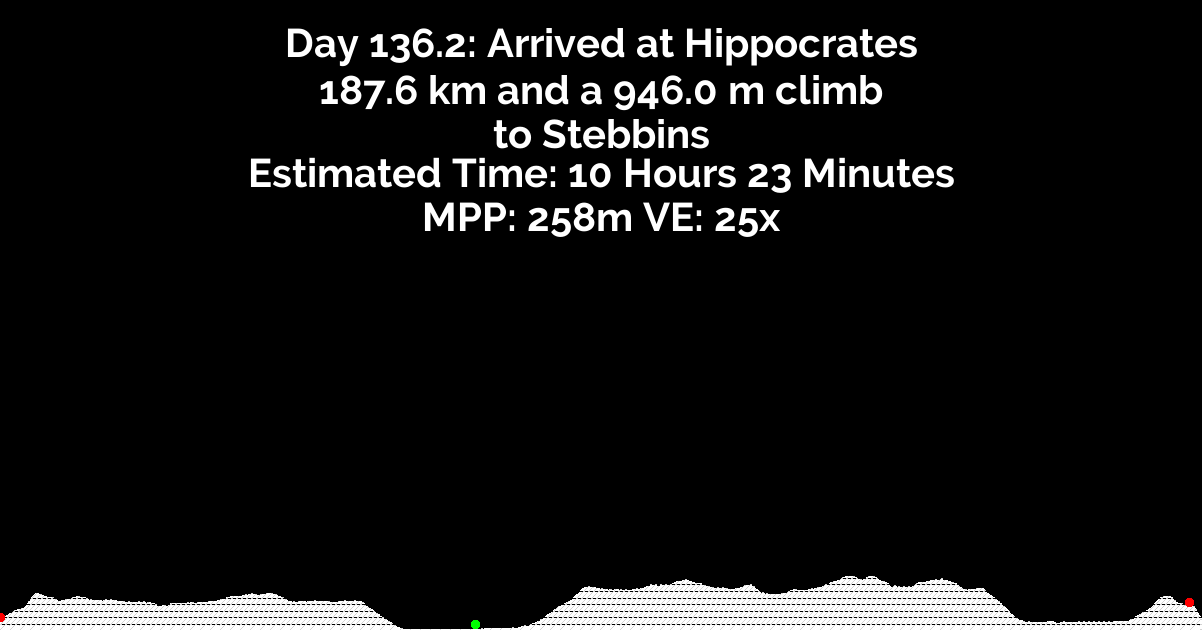 Day 136.2: Arrived at Hippocrates
187.6 km and a 946.0 m climb
to Stebbins
Estimated Time: 10 Hours 23 Minutes
MPP: 258m VE: 25x